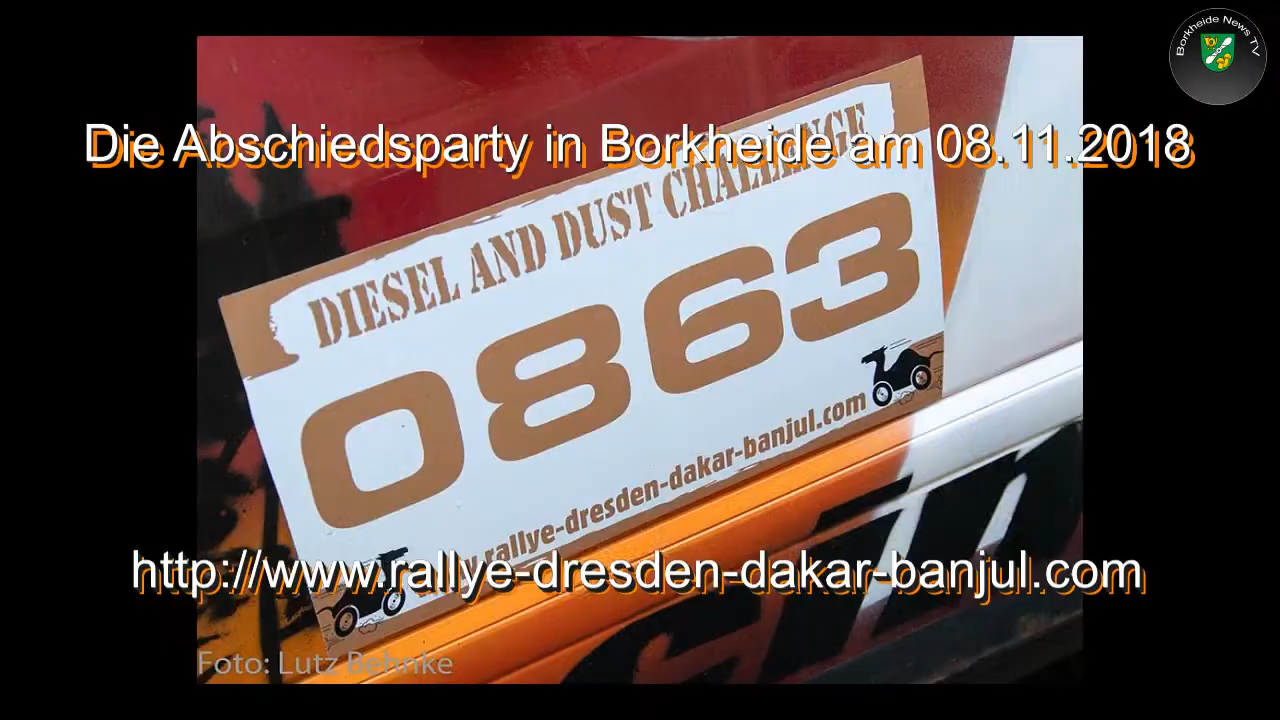 Borkheide News TV
Die Abschiedsparty in Borkheide am 08.11.2018
DIESEL AND DUST CHALLENGE
0863
rallye-dresden-dakar-banjul.com
http://www.rallye-dresden-dakar-banjul.com
Foto: Lutz Behnke